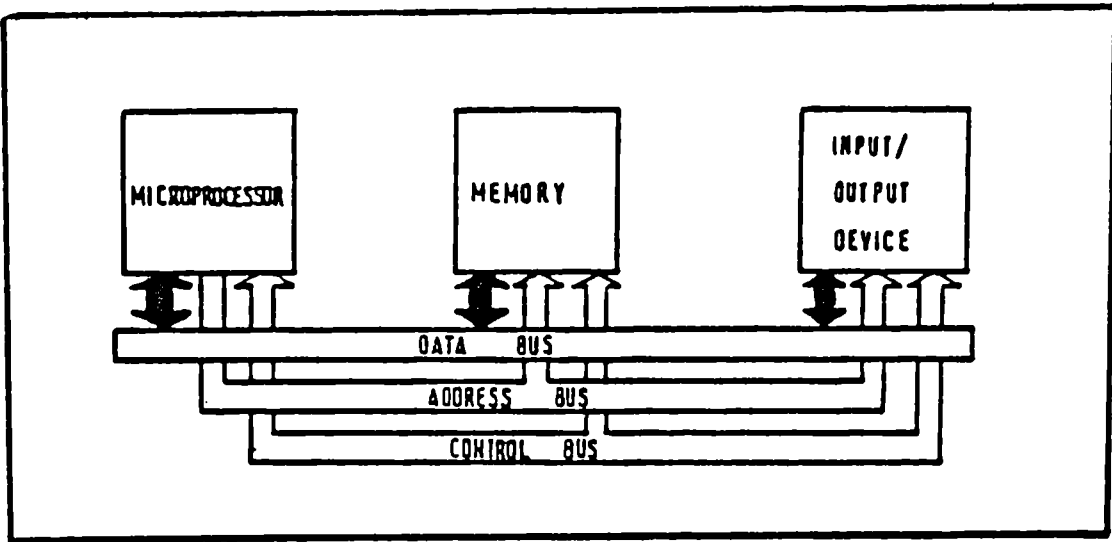 MICROPROCESSOR
MEMORY
INPUT/
OUTPUT
DEVICE
DATA BUS
ADDRESS BUS
CONTROL BUS